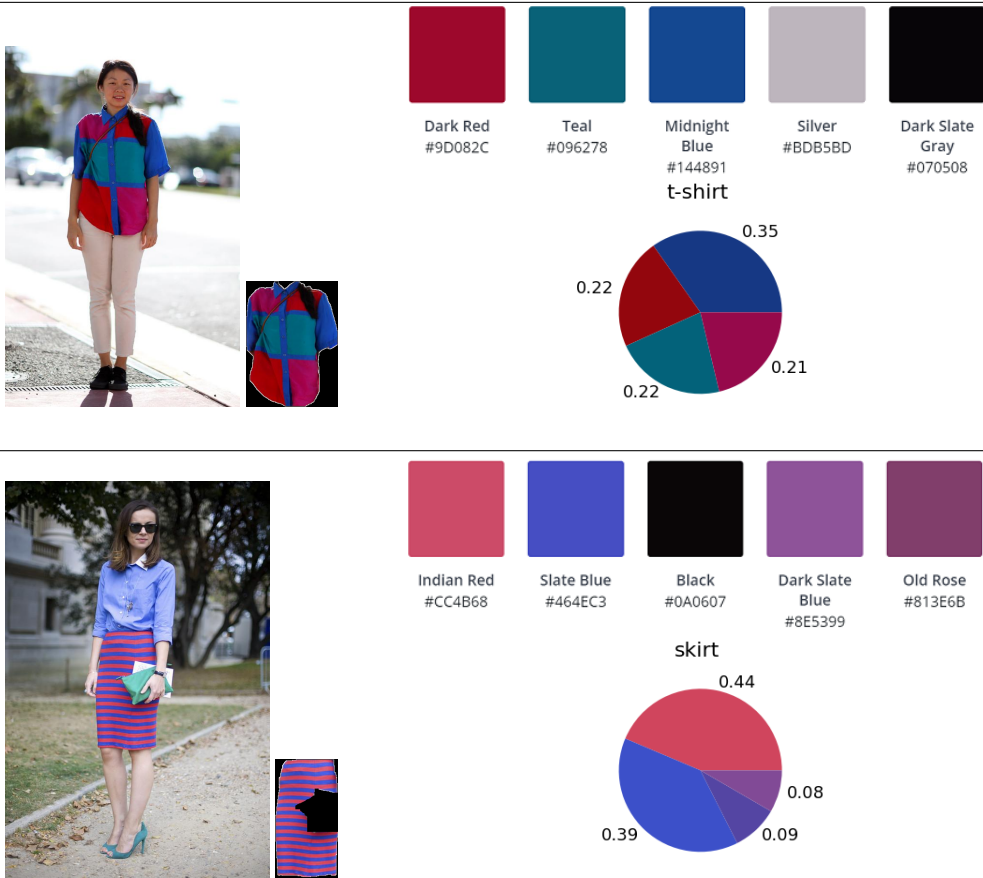 Dark Red
#9D082C
Teal
#096278
Midnight
Blue
#144891
Silver
#BDB5BD
Dark Slate
Gray
#070508
t-shirt
0.35
0.22
0.22
0.21
Indian Red
#CC4B68
Slate Blue
#464EC3
Black
#0A0607
Dark Slate
Blue
#8E5399
Old Rose
#813E6B
skirt
0.44
0.08
0.39
0.09